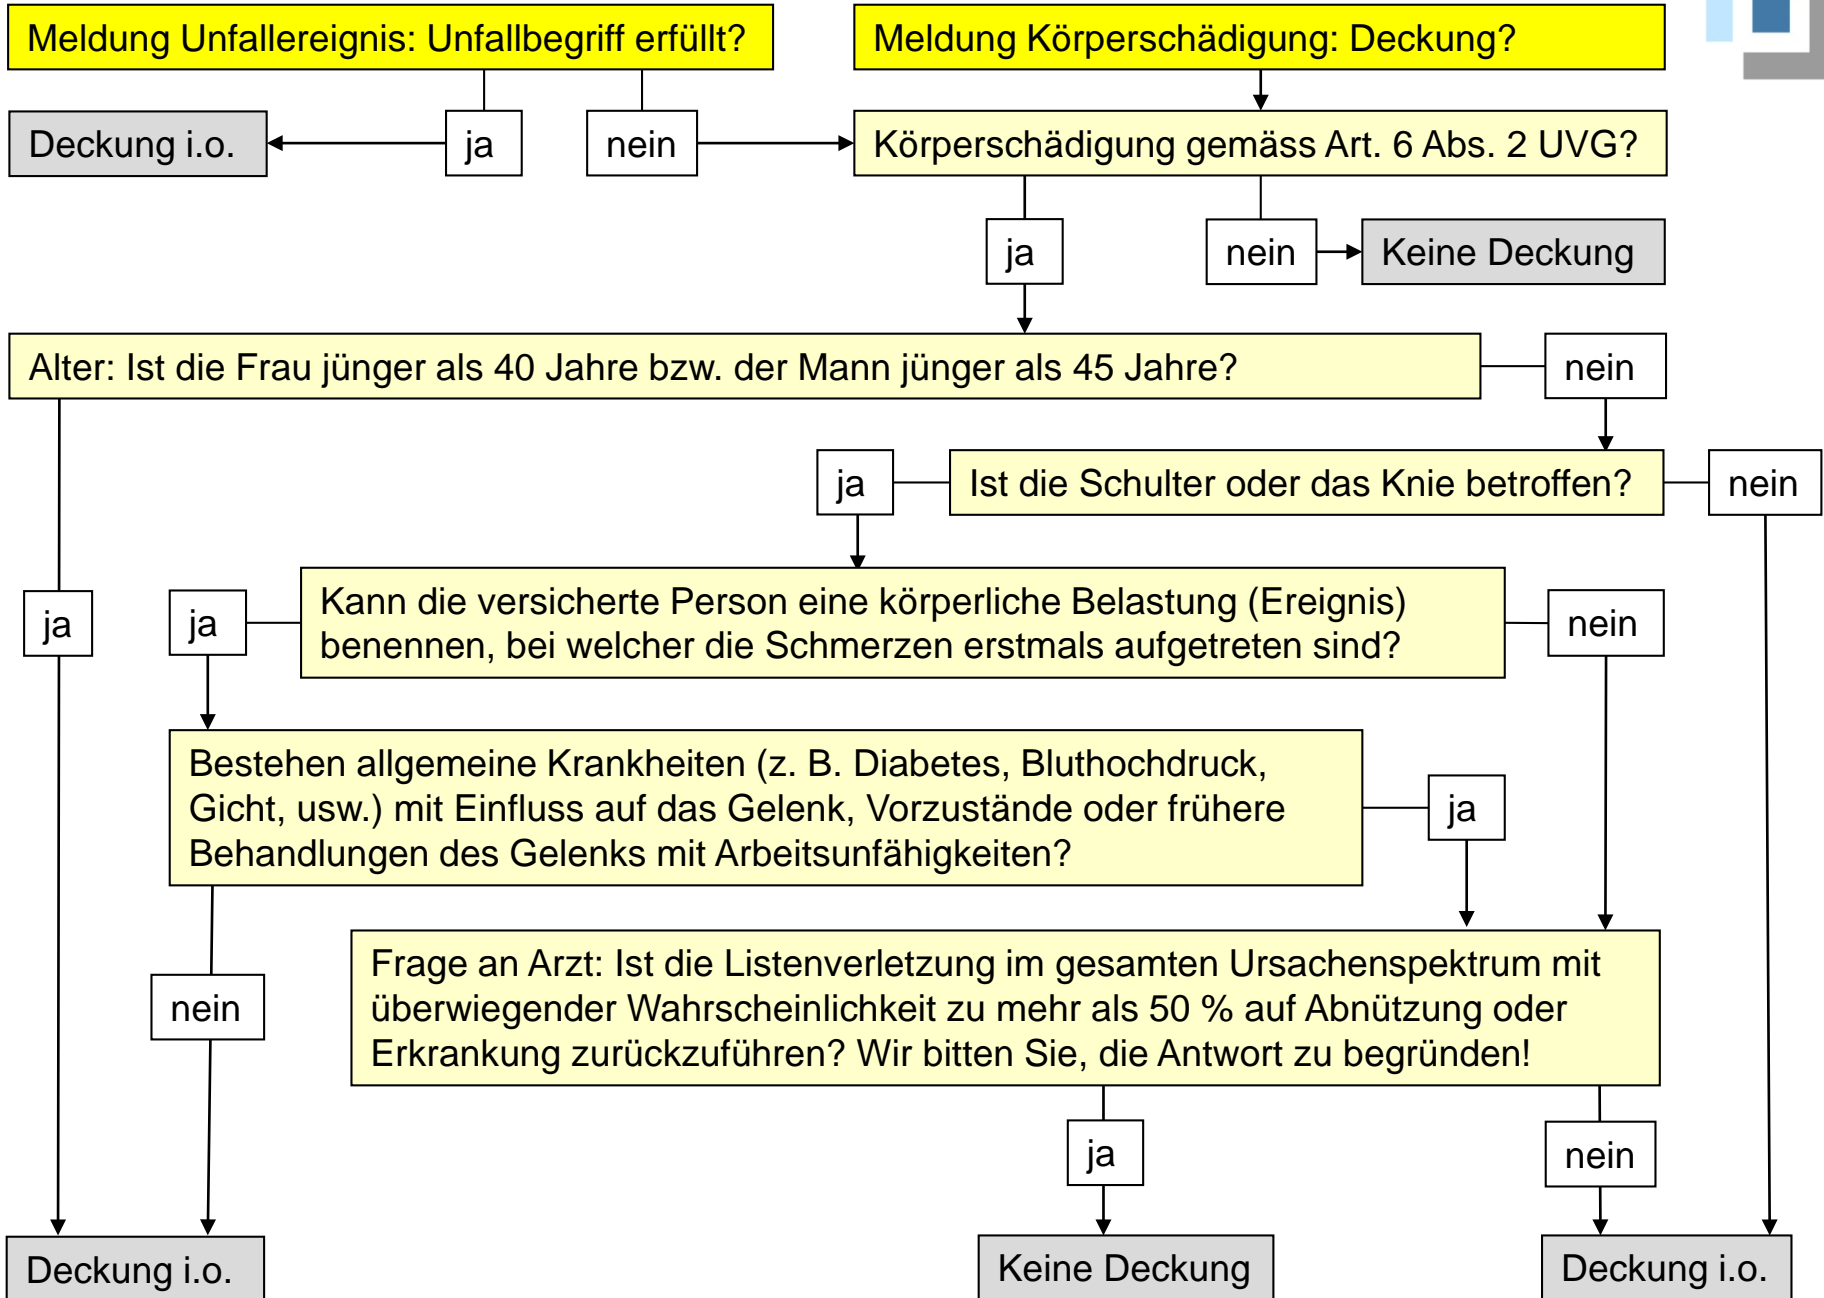 Meldung Unfallereignis: Unfallbegriff erfüllt?
Meldung Körperschädigung: Deckung?
Deckung i.o.
ja
nein
Körperschädigung gemäss Art. 6 Abs. 2 UVG?
ja
nein
Keine Deckung
Alter: Ist die Frau jünger als 40 Jahre bzw. der Mann jünger als 45 Jahre?
nein
ja
Ist die Schulter oder das Knie betroffen?
nein
ja
ja
Kann die versicherte Person eine körperliche Belastung (Ereignis)
benennen, bei welcher die Schmerzen erstmals aufgetreten sind?
nein
Bestehen allgemeine Krankheiten (z. B. Diabetes, Bluthochdruck,
Gicht, usw.) mit Einfluss auf das Gelenk, Vorzustände oder frühere
Behandlungen des Gelenks mit Arbeitsunfähigkeiten?
ja
nein
Frage an Arzt: Ist die Listenverletzung im gesamten Ursachenspektrum mit
überwiegender Wahrscheinlichkeit zu mehr als 50 % auf Abnützung oder
Erkrankung zurückzuführen? Wir bitten Sie, die Antwort zu begründen!
ja
nein
Deckung i.o.
Keine Deckung
Deckung i.o.